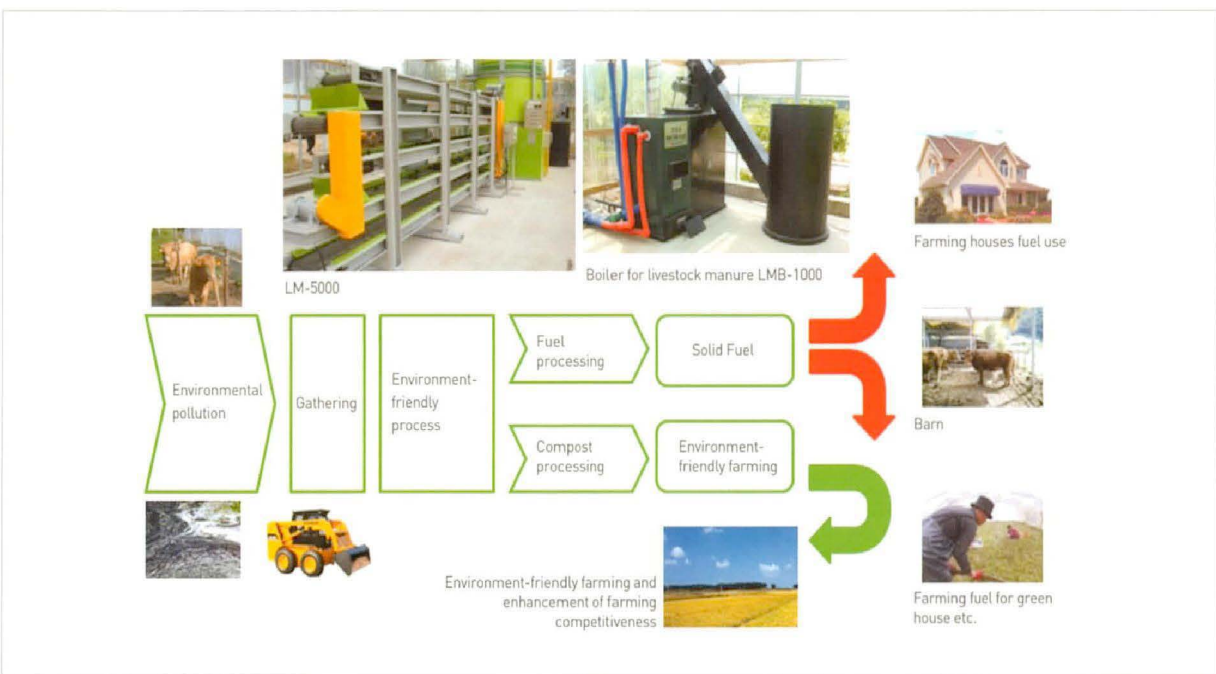 LM-5000
Boiler for livestock manure LMB-1000
Farming houses fuel use
Environmental
pollution
Gathering
Environment-
friendly
process
Fuel
processing
Solid Fuel
Compost
processing
Environment-
friendly farming
Barn
Environment-friendly farming and
enhancement of farming
competitiveness
Farming fuel for green
house etc.